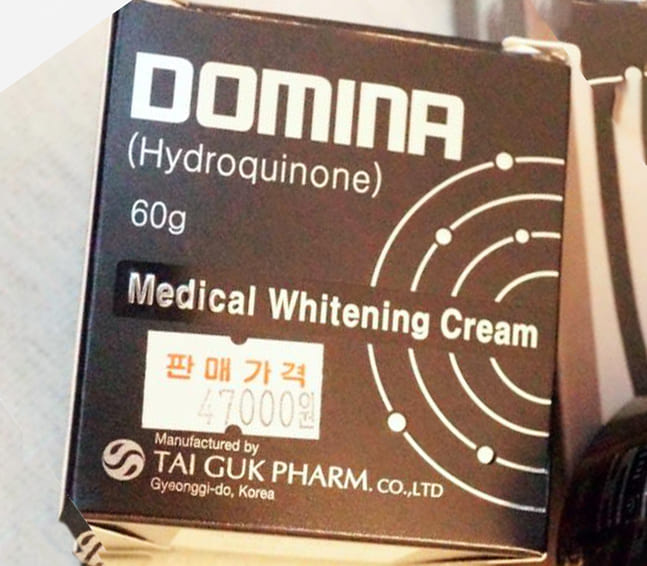 DOMINA
(Hydroquinone)
60g
Medical Whitening Cream
판매가격
47000원
Manufactured by
TAI GUK PHARM. CO.,LTD
Gyeonggi-do, Korea